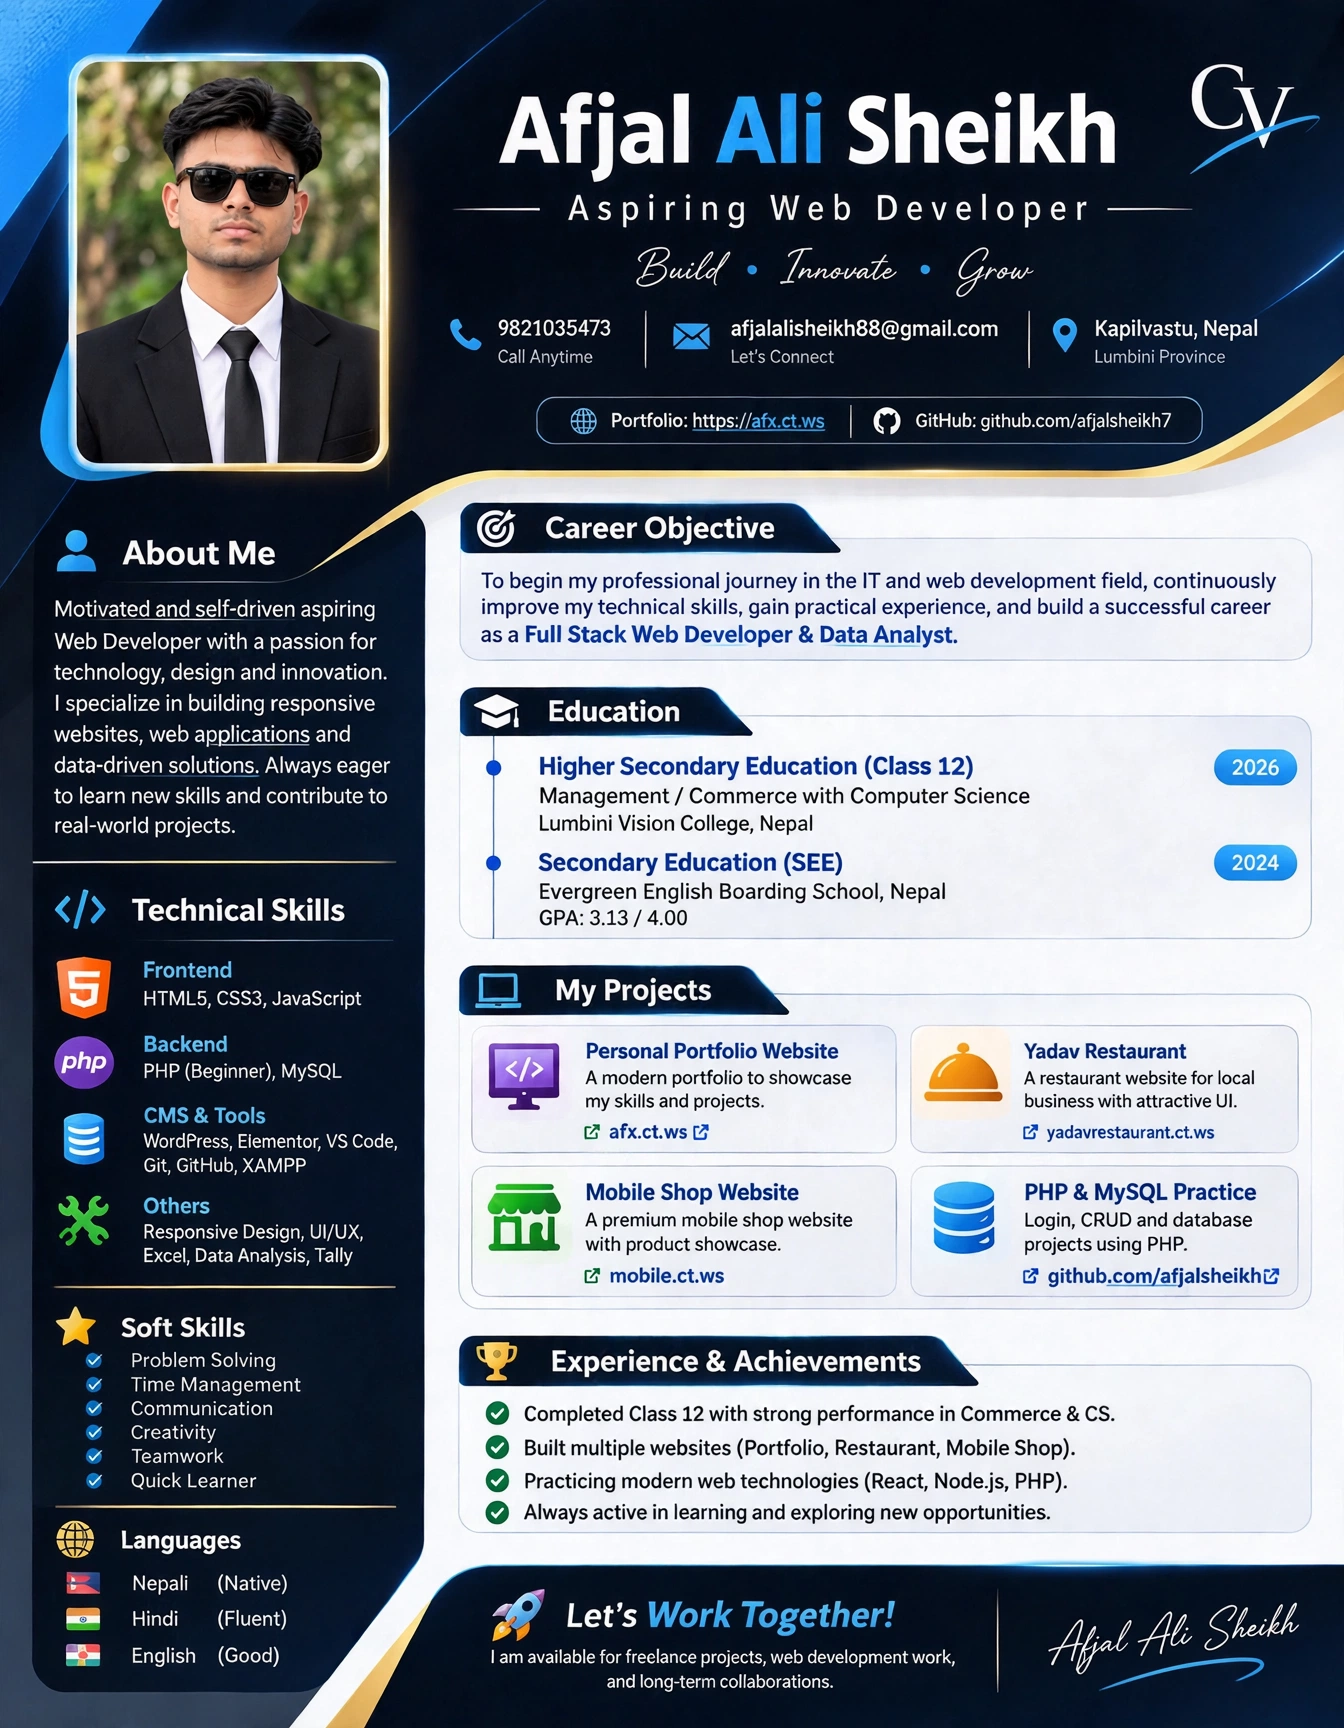 CV
Afjal Ali Sheikh
Aspiring Web Developer
Build • Innovate • Grow
9821035473
Call Anytime
afjalalisheikh88@gmail.com
Let's Connect
Kapilvastu, Nepal
Lumbini Province
Portfolio: https://afx.ct.ws
GitHub: github.com/afjalsheikh7
About Me
Motivated and self-driven aspiring
Web Developer with a passion for
technology, design and innovation.
I specialize in building responsive
websites, web applications and
data-driven solutions. Always eager
to learn new skills and contribute to
real-world projects.
</> Technical Skills
5
Frontend
HTML5, CSS3, JavaScript
php
Backend
PHP (Beginner), MySQL
CMS & Tools
WordPress, Elementor, VS Code,
Git, GitHub, XAMPP
Others
Responsive Design, UI/UX,
Excel, Data Analysis, Tally
Soft Skills
Problem Solving
Time Management
Communication
Creativity
Teamwork
Quick Learner
Languages
Nepali (Native)
Hindi (Fluent)
English (Good)
Career Objective
To begin my professional journey in the IT and web development field, continuously
improve my technical skills, gain practical experience, and build a successful career
as a Full Stack Web Developer & Data Analyst.
Education
Higher Secondary Education (Class 12)
2026
Management / Commerce with Computer Science
Lumbini Vision College, Nepal
Secondary Education (SEE)
2024
Evergreen English Boarding School, Nepal
GPA: 3.13 / 4.00
My Projects
</>
Personal Portfolio Website
A modern portfolio to showcase
my skills and projects.
afx.ct.ws
Yadav Restaurant
A restaurant website for local
business with attractive UI.
yadavrestaurant.ct.ws
Mobile Shop Website
A premium mobile shop website
with product showcase.
mobile.ct.ws
PHP & MySQL Practice
Login, CRUD and database
projects using PHP.
github.com/afjalsheikh
Experience & Achievements
Completed Class 12 with strong performance in Commerce & CS.
Built multiple websites (Portfolio, Restaurant, Mobile Shop).
Practicing modern web technologies (React, Node.js, PHP).
Always active in learning and exploring new opportunities.
Let's Work Together!
I am available for freelance projects, web development work,
and long-term collaborations.
Afjal Ali Sheikh